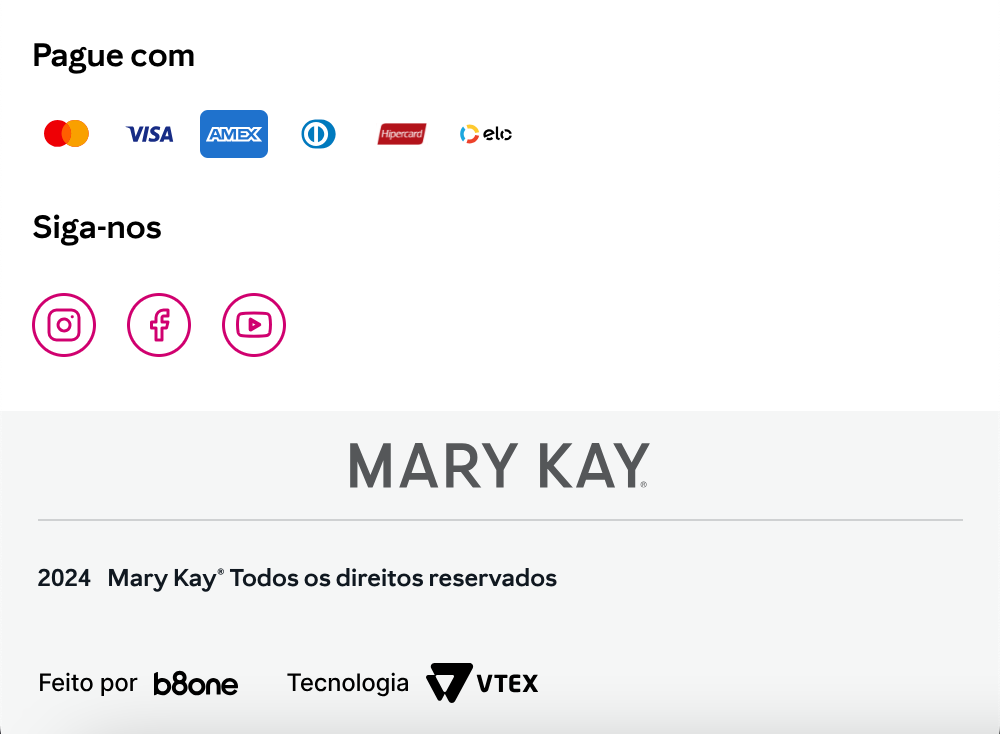 Pague com
VISA AMEX Hipercard elo
Siga-nos
MARY KAY®
2024 Mary Kay® Todos os direitos reservados
Feito por b8one Tecnologia VTEX